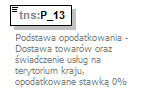 tns:P_13
Podstawa opodatkowania -
Dostawa towarów oraz
świadczenie usług na
terytorium kraju,
opodatkowane stawką 0%